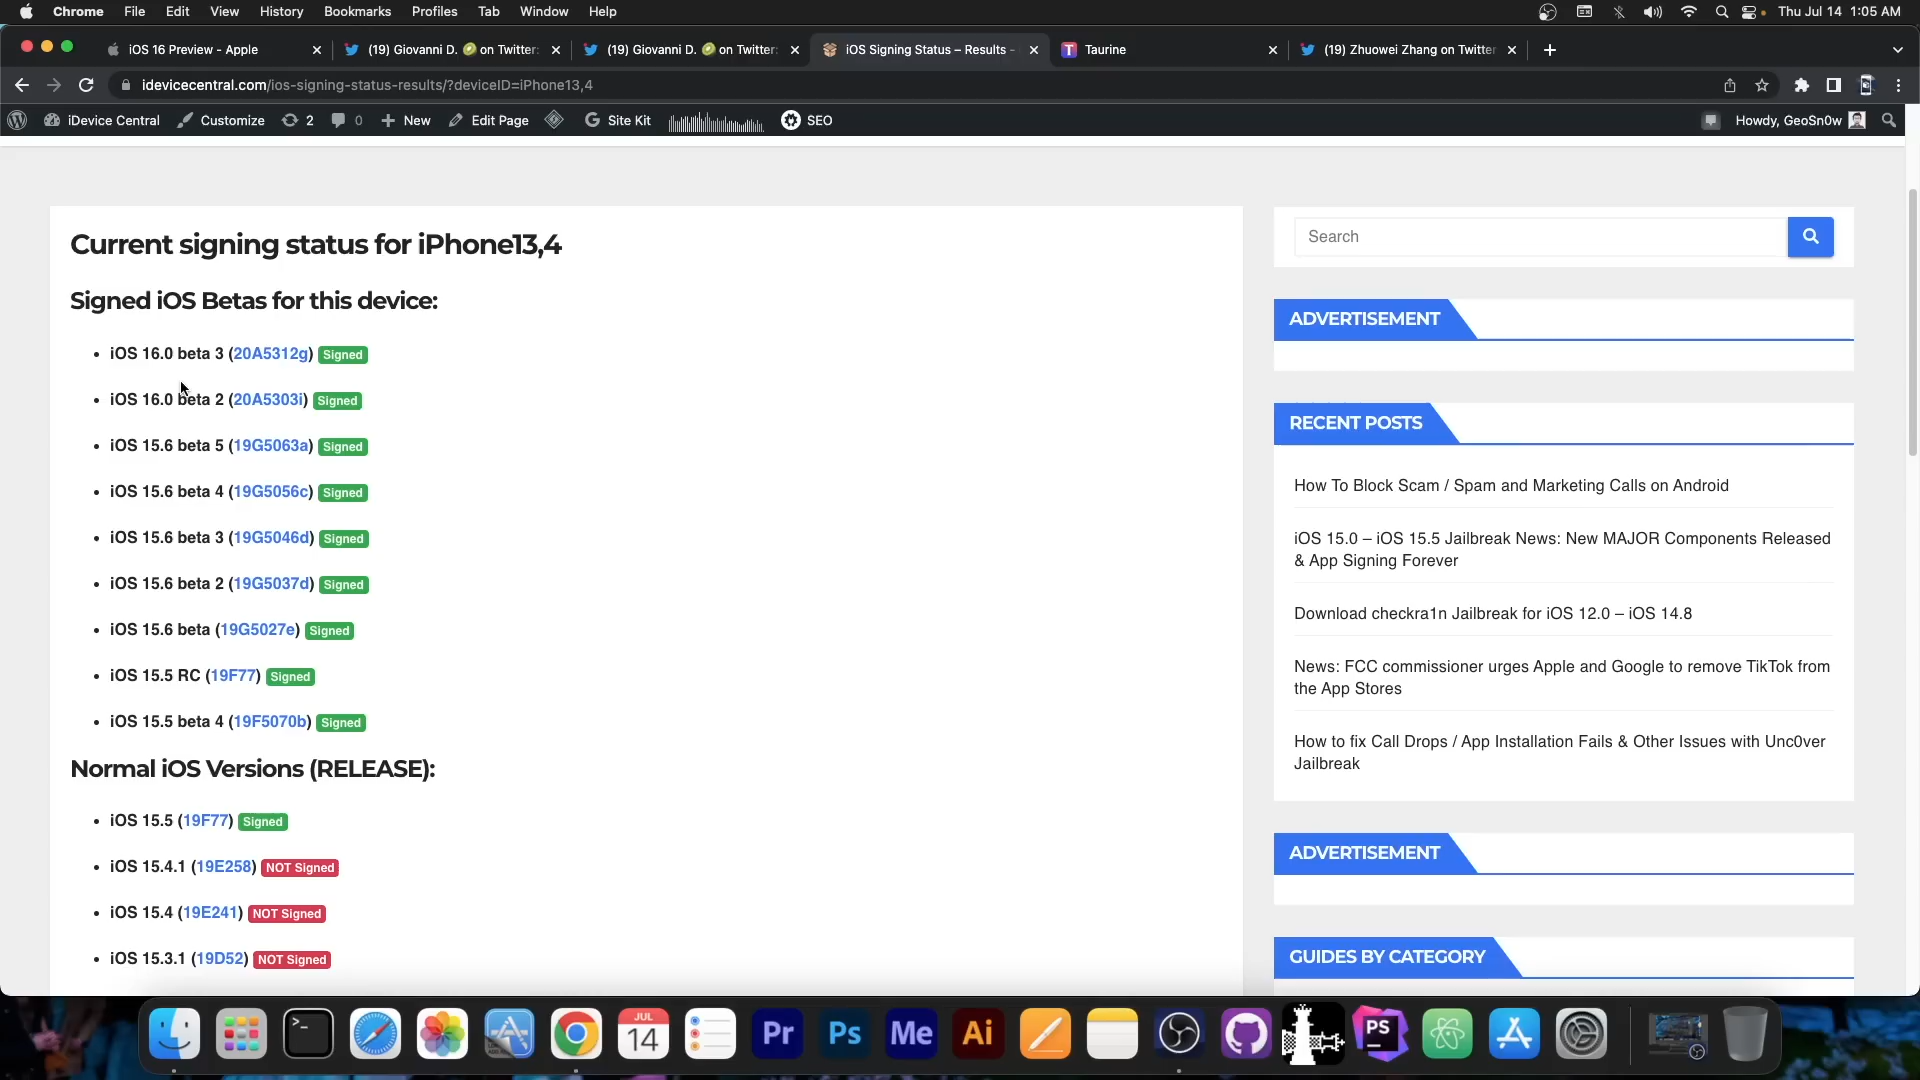 Chrome File Edit View History Bookmarks Profiles Tab Window Help
Thu Jul 14 1:05 AM
iOS 16 Preview - Apple
(19) Giovanni D. 🥝 on Twitter:
(19) Giovanni D. 🥝 on Twitter:
iOS Signing Status – Results -
Taurine
(19) Zhuowei Zhang on Twitter
idevicecentral.com/ios-signing-status-results/?deviceID=iPhone13,4
iDevice Central Customize 2 0 New Edit Page Site Kit SEO Howdy, GeoSn0w
Current signing status for iPhone13,4
Signed iOS Betas for this device:
• iOS 16.0 beta 3 (20A5312g) Signed
• iOS 16.0 beta 2 (20A5303i) Signed
• iOS 15.6 beta 5 (19G5063a) Signed
• iOS 15.6 beta 4 (19G5056c) Signed
• iOS 15.6 beta 3 (19G5046d) Signed
• iOS 15.6 beta 2 (19G5037d) Signed
• iOS 15.6 beta (19G5027e) Signed
• iOS 15.5 RC (19F77) Signed
• iOS 15.5 beta 4 (19F5070b) Signed
Normal iOS Versions (RELEASE):
• iOS 15.5 (19F77) Signed
• iOS 15.4.1 (19E258) NOT Signed
• iOS 15.4 (19E241) NOT Signed
• iOS 15.3.1 (19D52) NOT Signed
Search
ADVERTISEMENT
RECENT POSTS
How To Block Scam / Spam and Marketing Calls on Android
iOS 15.0 – iOS 15.5 Jailbreak News: New MAJOR Components Released
& App Signing Forever
Download checkra1n Jailbreak for iOS 12.0 – iOS 14.8
News: FCC commissioner urges Apple and Google to remove TikTok from
the App Stores
How to fix Call Drops / App Installation Fails & Other Issues with Unc0ver
Jailbreak
ADVERTISEMENT
GUIDES BY CATEGORY
JUL
14
Pr
Ps
Me
Ai
PS